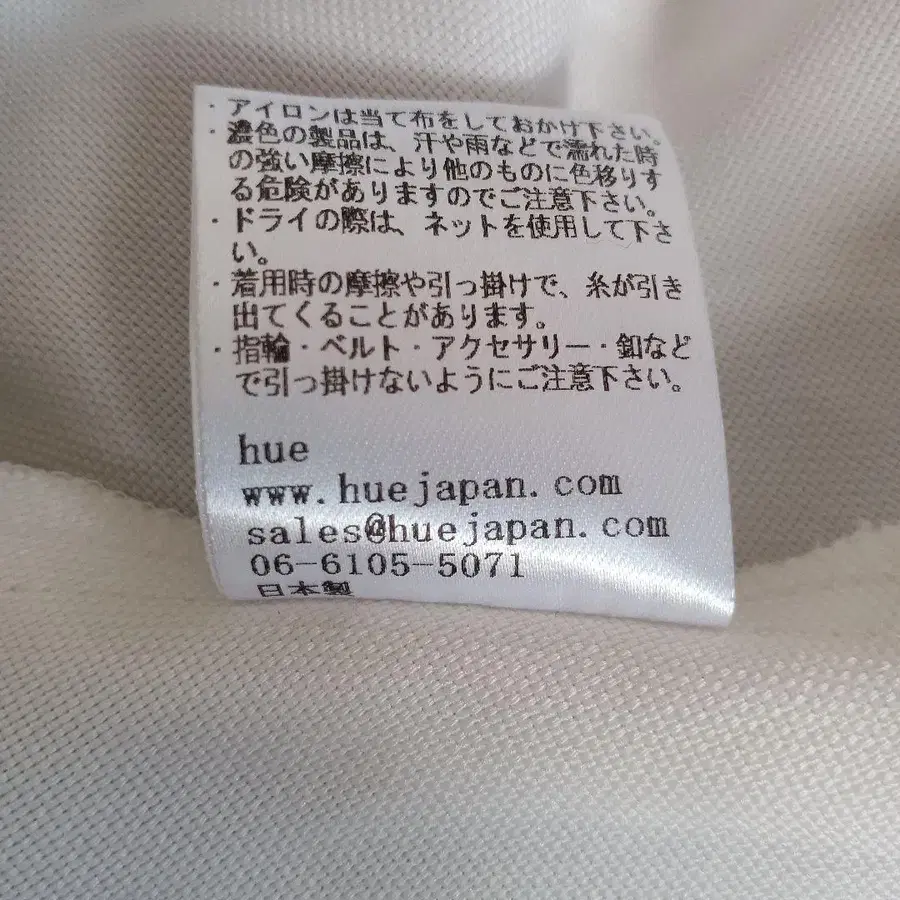 ・アイロンは当て布をしておかけ下さい。
・濃色の製品は、汗や雨などで濡れた時
の強い摩擦により他のものに色移りす
る危険がありますのでご注意下さい。
・ドライの際は、ネットを使用して下さ
い。
・着用時の摩擦や引っ掛けで、糸が引き
出てくることがあります。
・指輪・ベルト・アクセサリー・釦など
で引っ掛けないようにご注意下さい。
hue
www.huejapan.com
sales@huejapan.com
06-6105-5071
日本製